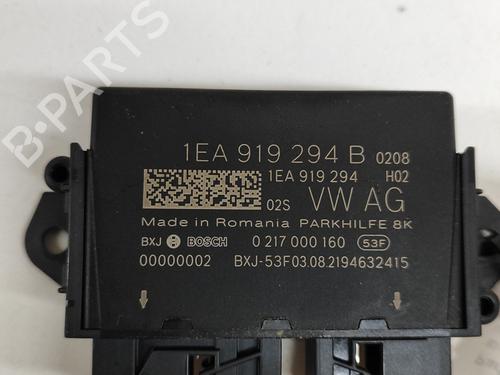 1EA 919 294 B 0208
1EA 919 294 H02
02S VW AG
Made in Romania PARKHILFE 8K
BXJ BOSCH 0 217 000 160 53F
00000002 BXJ-53F03.08.2194632415
B-PARTS